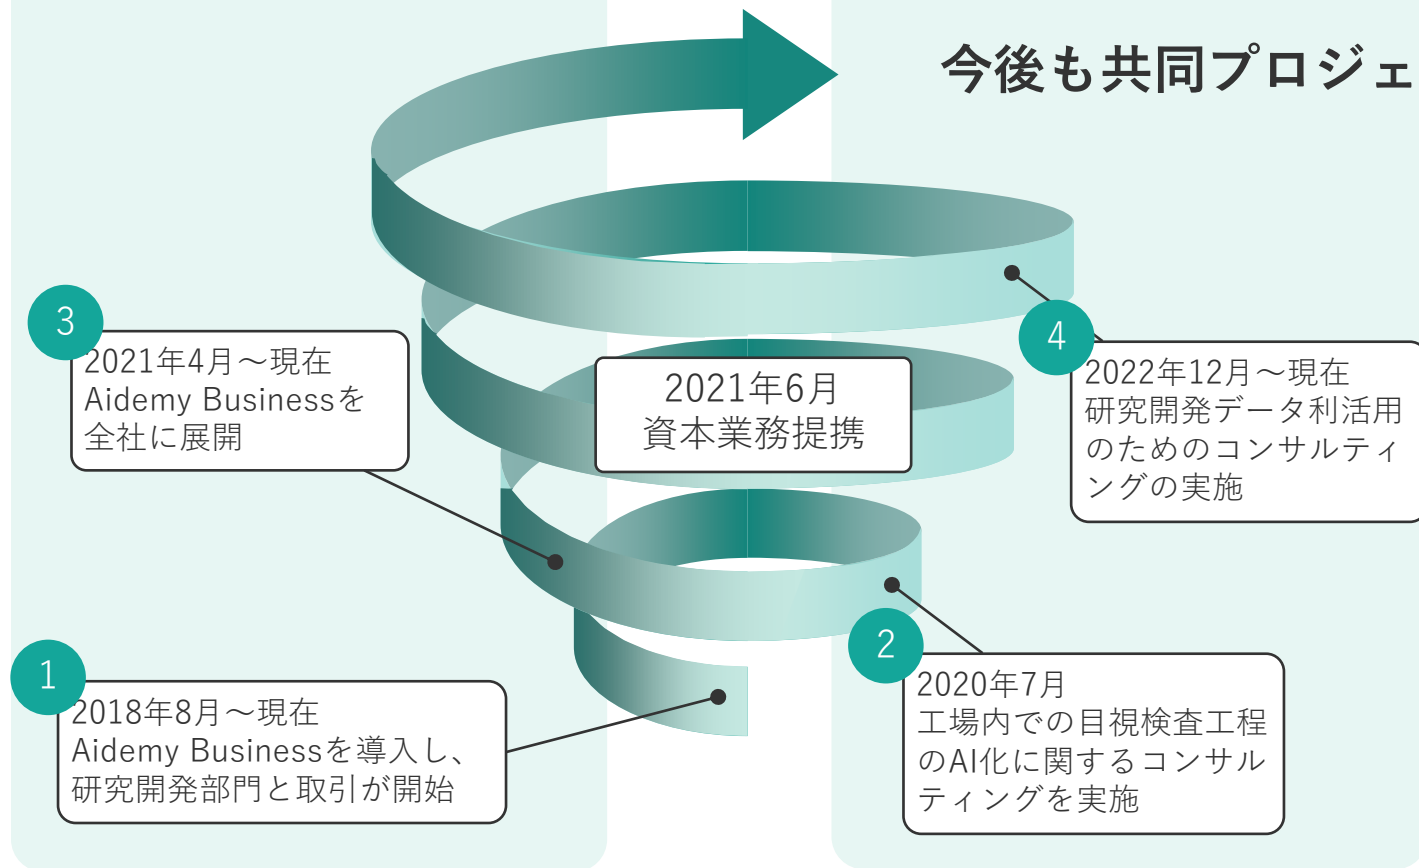 今後も共同プロジェ
3
2021年4月～現在
Aidemy Businessを
全社に展開
2021年6月
資本業務提携
4
2022年12月～現在
研究開発データ利活用
のためのコンサルティ
ングの実施
1
2018年8月～現在
Aidemy Businessを導入し、
研究開発部門と取引が開始
2
2020年7月
工場内での目視検査工程
のAI化に関するコンサル
ティングを実施